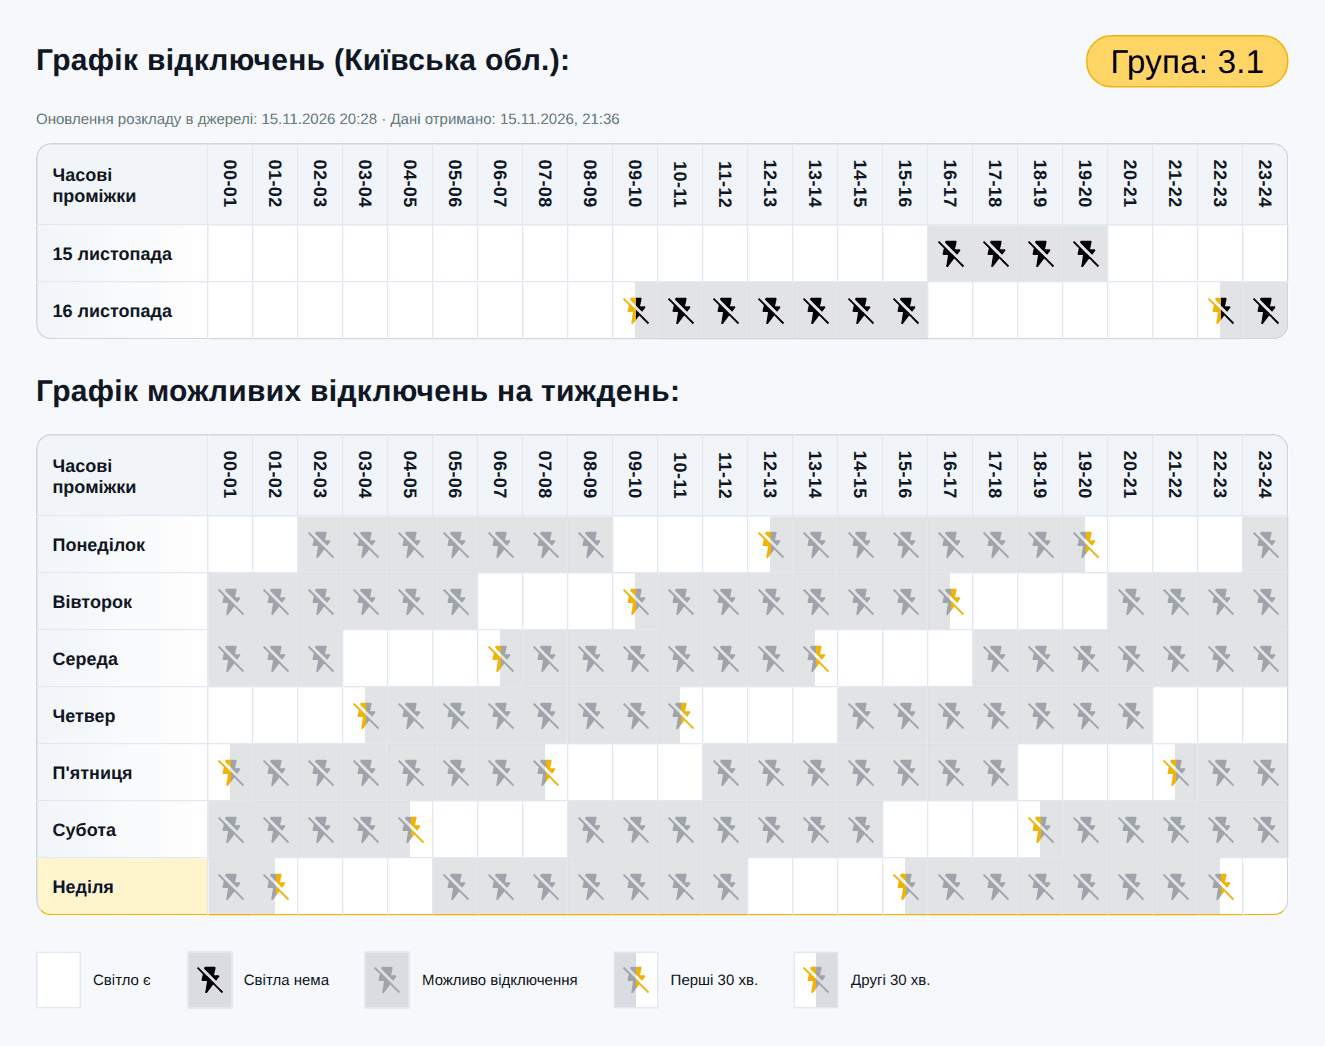 Графік відключень (Київська обл.):
Група: 3.1
Оновлення розкладу в джерелі: 15.11.2026 20:28 · Дані отримано: 15.11.2026, 21:36
Часові проміжки 00-01 01-02 02-03 03-04 04-05 05-06 06-07 07-08 08-09 09-10 10-11 11-12 12-13 13-14 14-15 15-16 16-17 17-18 18-19 19-20 20-21 21-22 22-23 23-24
15 листопада
16 листопада
Графік можливих відключень на тиждень:
Часові проміжки 00-01 01-02 02-03 03-04 04-05 05-06 06-07 07-08 08-09 09-10 10-11 11-12 12-13 13-14 14-15 15-16 16-17 17-18 18-19 19-20 20-21 21-22 22-23 23-24
Понеділок
Вівторок
Середа
Четвер
П'ятниця
Субота
Неділя
Світло є Світла нема Можливо відключення Перші 30 хв. Другі 30 хв.